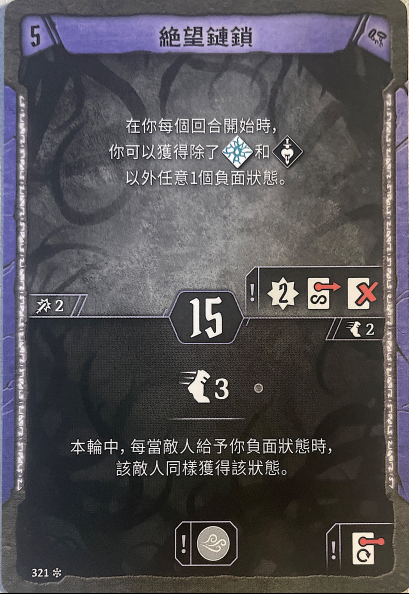 5 絕望鏈鎖
在你每個回合開始時,
你可以獲得除了 和
以外任意1個負面狀態。
! 2
2
15
2
3
本輪中,每當敵人給予你負面狀態時,
該敵人同樣獲得該狀態。
! !
321